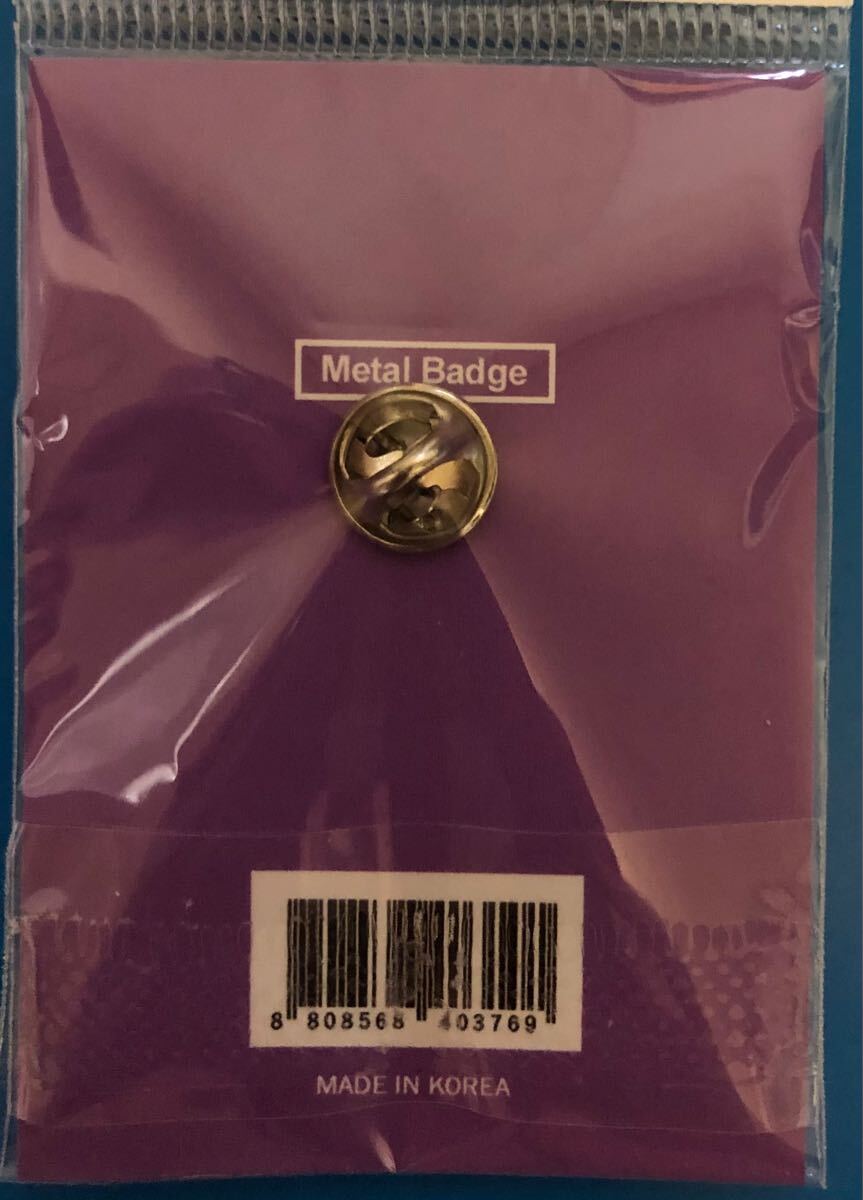 Metal Badge
8 808568 403769
MADE IN KOREA